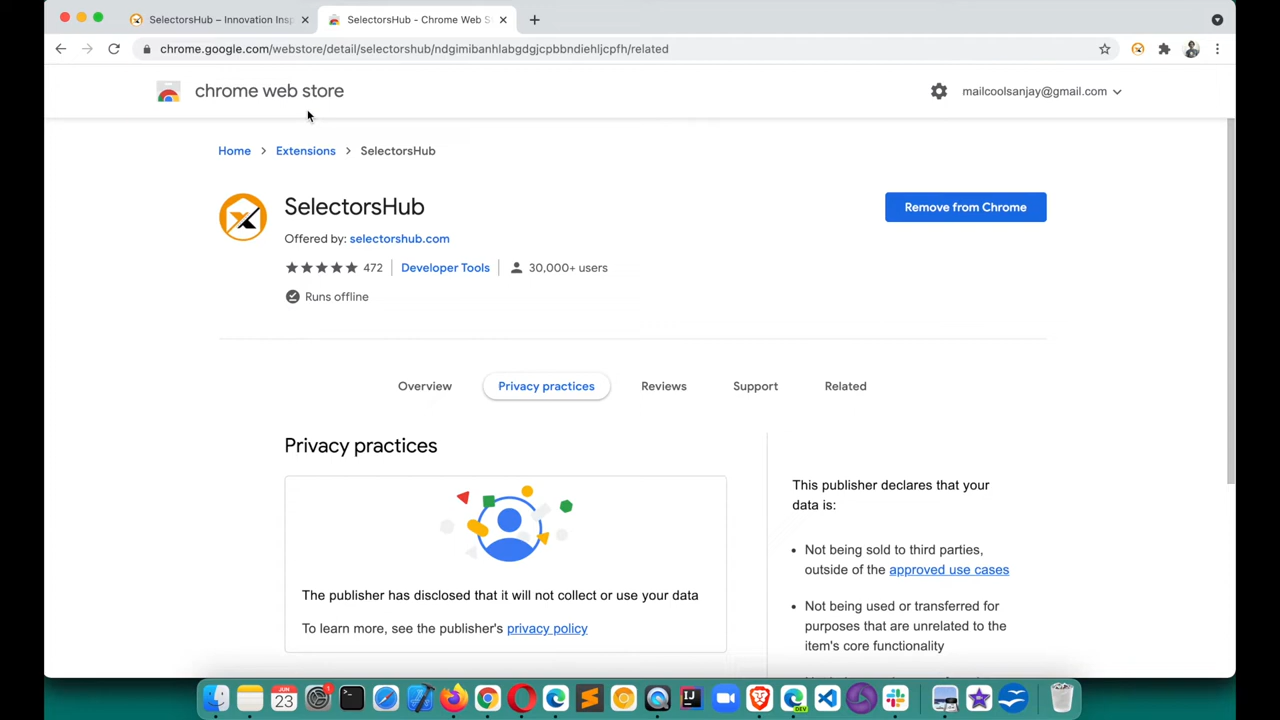 SelectorsHub – Innovation Insp
SelectorsHub - Chrome Web S
chrome.google.com/webstore/detail/selectorshub/ndgimibanhlabgdgjcpbbndiehljcpfh/related
chrome web store
mailcoolsanjay@gmail.com
Home > Extensions > SelectorsHub
SelectorsHub
Remove from Chrome
Offered by: selectorshub.com
472 Developer Tools 30,000+ users
Runs offline
Overview
Privacy practices
Reviews
Support
Related
Privacy practices
The publisher has disclosed that it will not collect or use your data
To learn more, see the publisher's privacy policy
This publisher declares that your
data is:
• Not being sold to third parties,
outside of the approved use cases
• Not being used or transferred for
purposes that are unrelated to the
item's core functionality
JUN
23
1
IJ
DEV